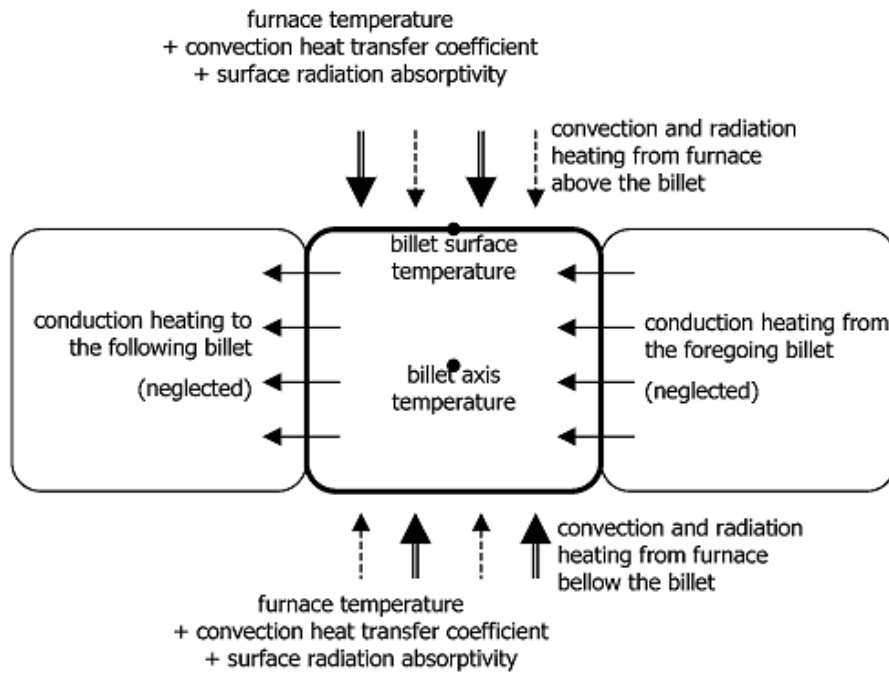 furnace temperature
+ convection heat transfer coefficient
+ surface radiation absorptivity
convection and radiation
heating from furnace
above the billet
billet surface
temperature
conduction heating to
the following billet
(neglected)
billet axis
temperature
conduction heating from
the foregoing billet
(neglected)
convection and radiation
heating from furnace
bellow the billet
furnace temperature
+ convection heat transfer coefficient
+ surface radiation absorptivity